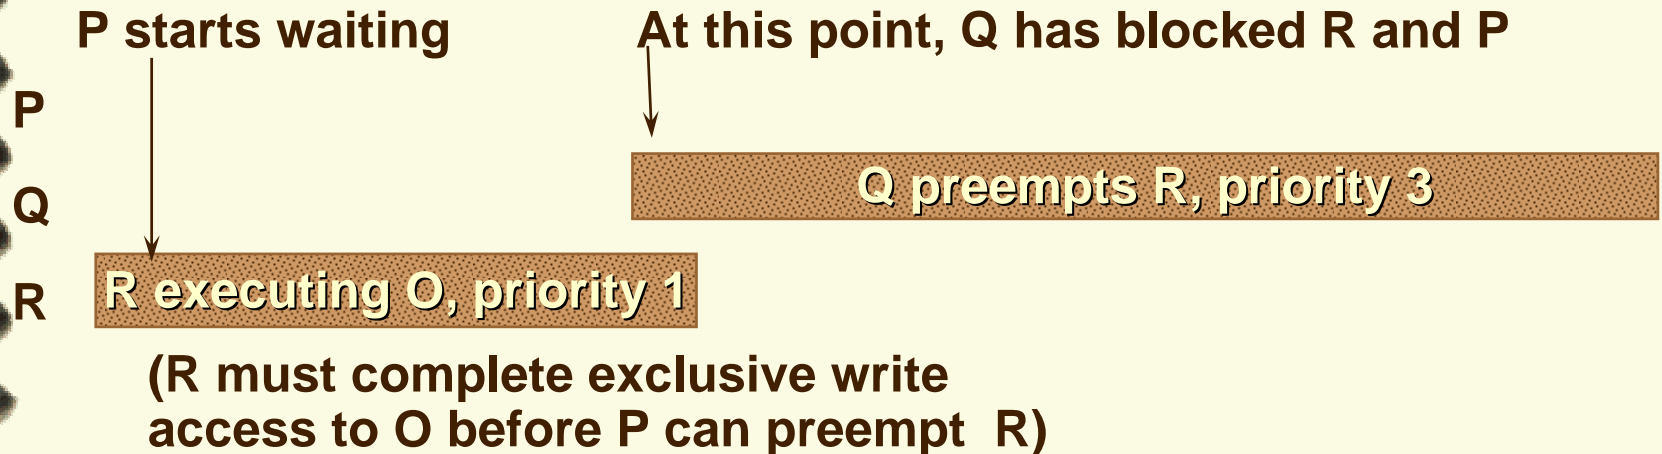 P starts waiting
At this point, Q has blocked R and P
P
Q preempts R, priority 3
Q
R executing O, priority 1
R
(R must complete exclusive write
access to O before P can preempt R)